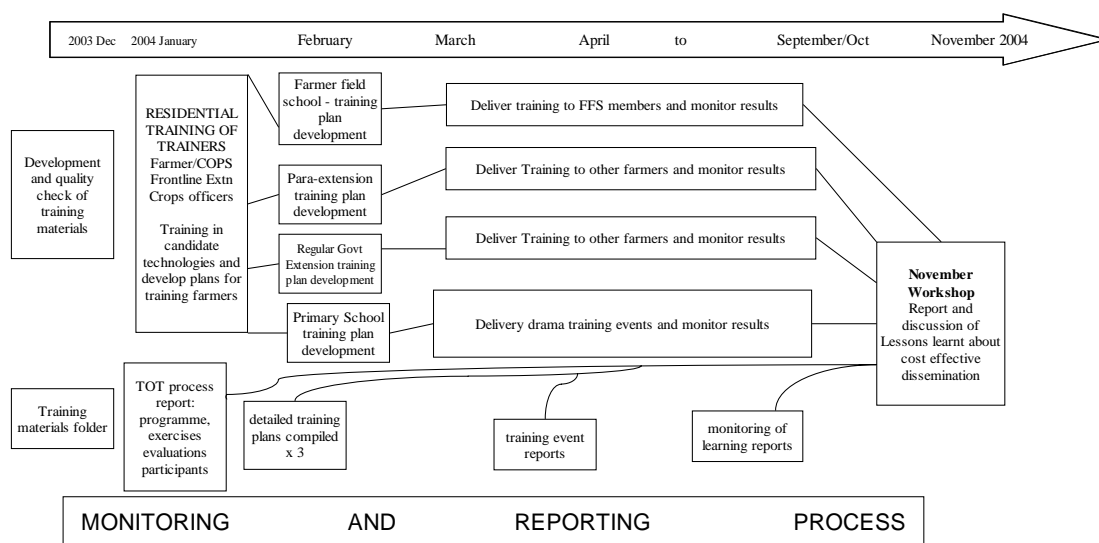 2003 Dec 2004 January February March April to September/Oct November 2004
Development
and quality
check of
training
materials
RESIDENTIAL
TRAINING OF
TRAINERS
Farmer/COPS
Frontline Extn
Crops officers
Training in
candidate
technologies and
develop plans for
training farmers
Farmer field
school - training
plan
development
Deliver training to FFS members and monitor results
Para-extension
training plan
development
Deliver Training to other farmers and monitor results
Regular Govt
Extension training
plan development
Deliver Training to other farmers and monitor results
Primary School
training plan
development
Delivery drama training events and monitor results
November
Workshop
Report and
discussion of
Lessons learnt about
cost effective
dissemination
Training
materials folder
TOT process
report:
programme,
exercises
evaluations
participants
detailed training
plans compiled
x 3
training event
reports
monitoring of
learning reports
MONITORING AND REPORTING PROCESS